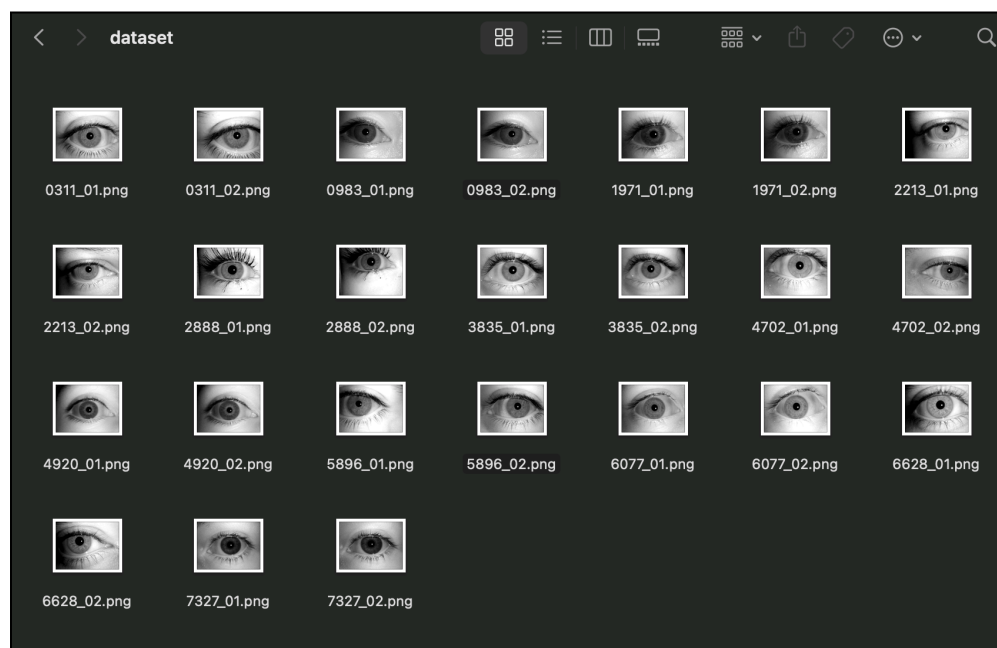 dataset
0311_01.png 0311_02.png 0983_01.png 0983_02.png 1971_01.png 1971_02.png 2213_01.png
2213_02.png 2888_01.png 2888_02.png 3835_01.png 3835_02.png 4702_01.png 4702_02.png
4920_01.png 4920_02.png 5896_01.png 5896_02.png 6077_01.png 6077_02.png 6628_01.png
6628_02.png 7327_01.png 7327_02.png